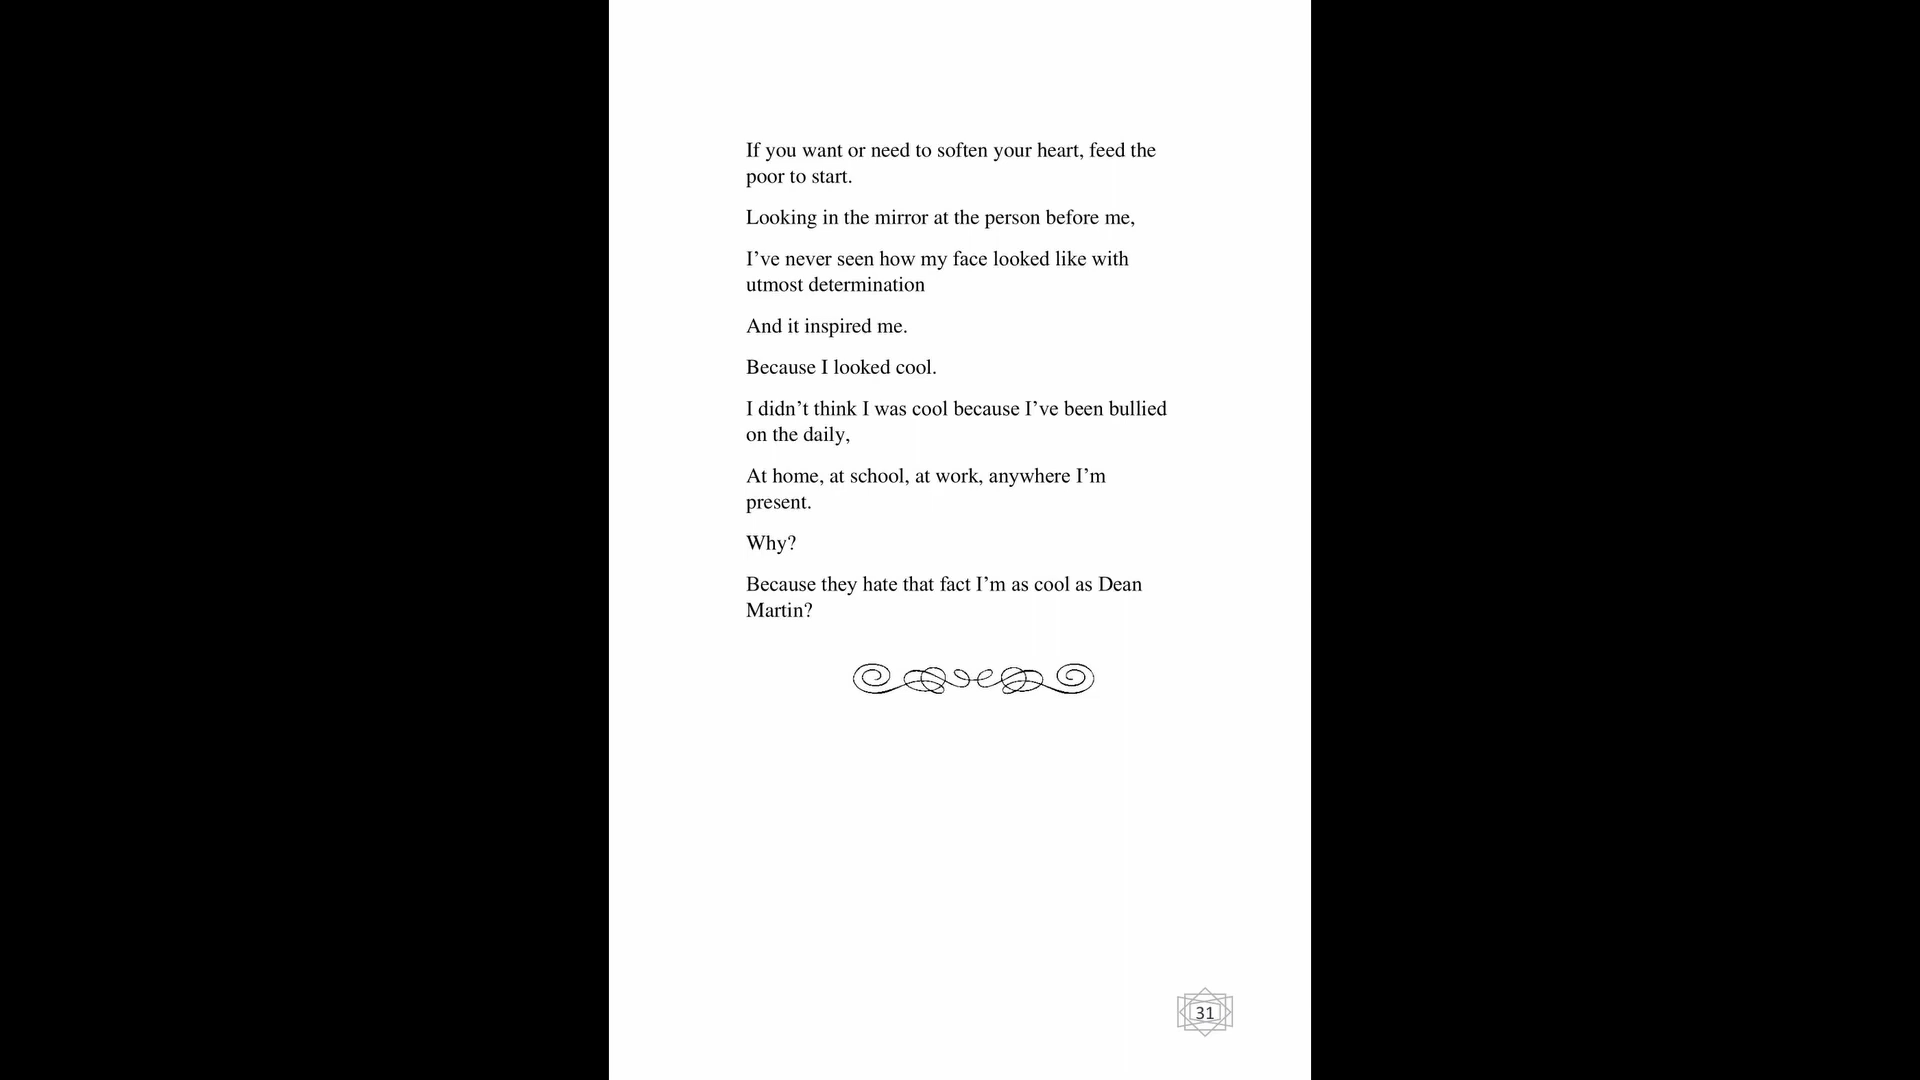 If you want or need to soften your heart, feed the
poor to start.
Looking in the mirror at the person before me,
I’ve never seen how my face looked like with
utmost determination
And it inspired me.
Because I looked cool.
I didn’t think I was cool because I’ve been bullied
on the daily,
At home, at school, at work, anywhere I’m
present.
Why?
Because they hate that fact I’m as cool as Dean
Martin?
31